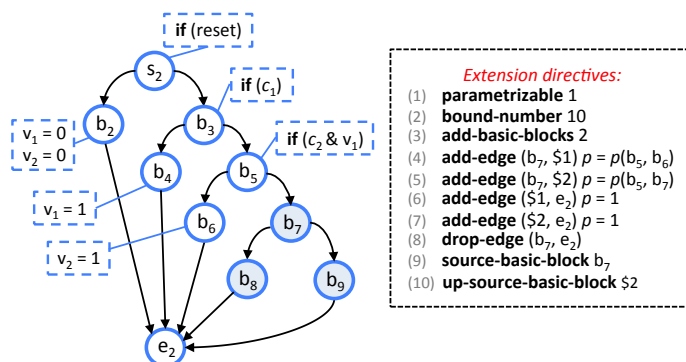 if (reset)
s2
if (c1)
b2
b3
v1 = 0
v2 = 0
if (c2 & v1)
b4
b5
v1 = 1
b6
b7
v2 = 1
b8
b9
e2
Extension directives:
(1) parametrizable 1
(2) bound-number 10
(3) add-basic-blocks 2
(4) add-edge (b7, $1) p = p(b5, b6)
(5) add-edge (b7, $2) p = p(b5, b7)
(6) add-edge ($1, e2) p = 1
(7) add-edge ($2, e2) p = 1
(8) drop-edge (b7, e2)
(9) source-basic-block b7
(10) up-source-basic-block $2